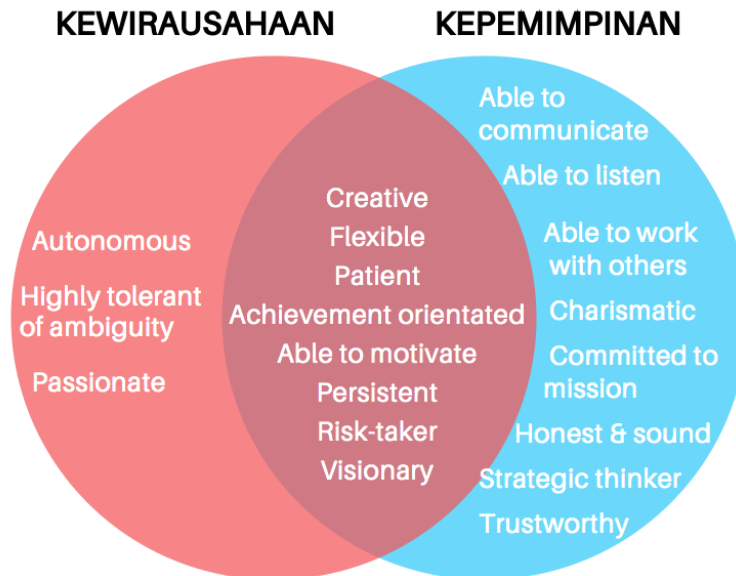 KEWIRAUSAHAAN
KEPEMIMPINAN
Autonomous
Highly tolerant
of ambiguity
Passionate
Creative
Flexible
Patient
Achievement orientated
Able to motivate
Persistent
Risk-taker
Visionary
Able to
communicate
Able to listen
Able to work
with others
Charismatic
Committed to
mission
Honest & sound
Strategic thinker
Trustworthy